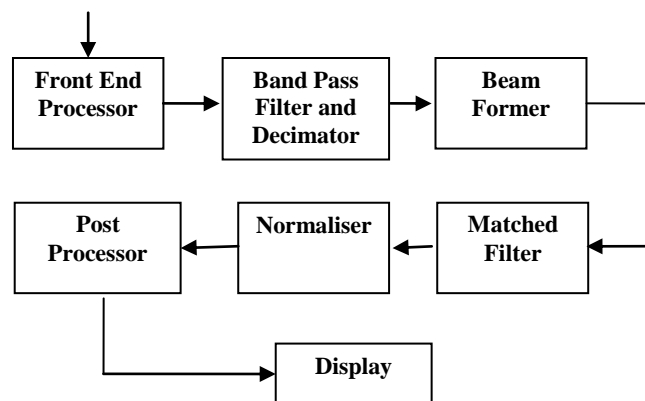 Front End
Processor
Band Pass
Filter and
Decimator
Beam
Former
Post
Processor
Normaliser
Matched
Filter
Display